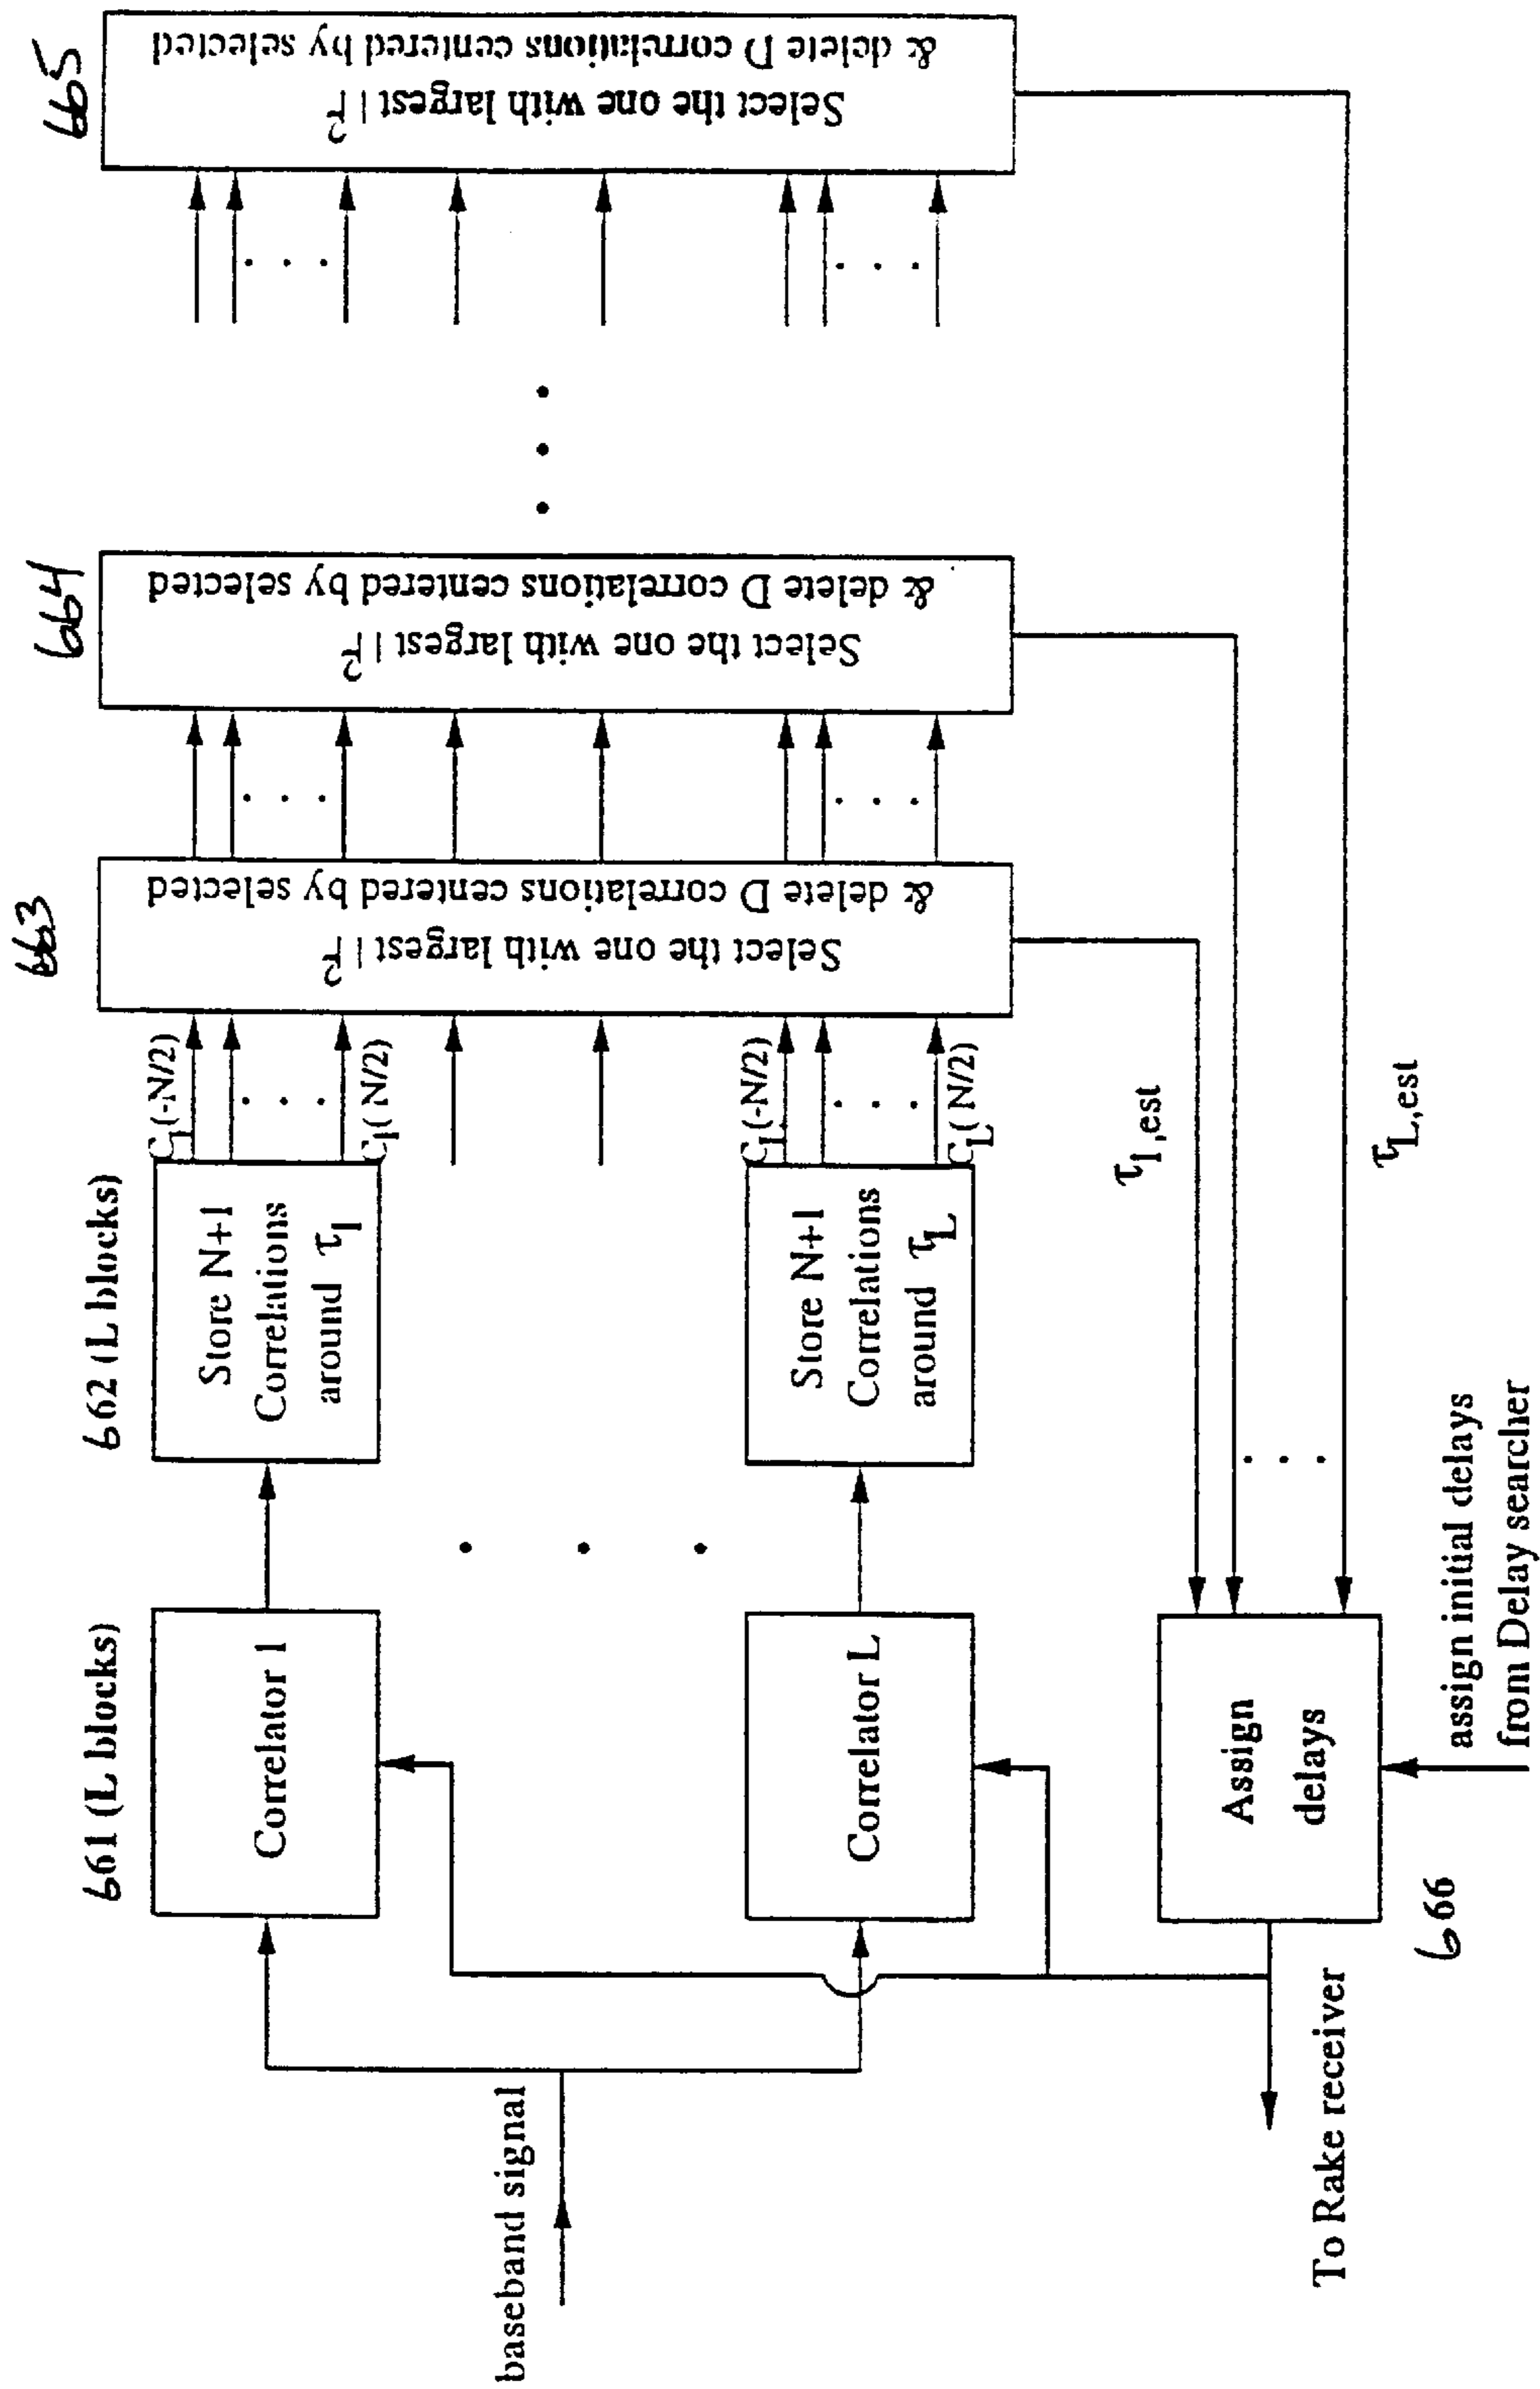 661 (L blocks)
662 (L blocks)
663
664
665
Correlator 1
Store N+1
Correlations
around τ1
C1(-N/2)
C1( N/2)
Select the one with largest | |²
& delete D correlations centered by selected
Select the one with largest | |²
& delete D correlations centered by selected
Select the one with largest | |²
& delete D correlations centered by selected
baseband signal
Correlator L
Store N+1
Correlations
around τL
CL(-N/2)
CL( N/2)
τ1,est
τL,est
Assign
delays
666
To Rake receiver
assign initial delays
from Delay searcher